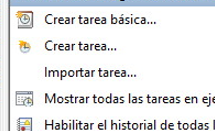 Crear tarea básica...
Crear tarea...
Importar tarea...
Mostrar todas las tareas en eje
Habilitar el historial de todas l